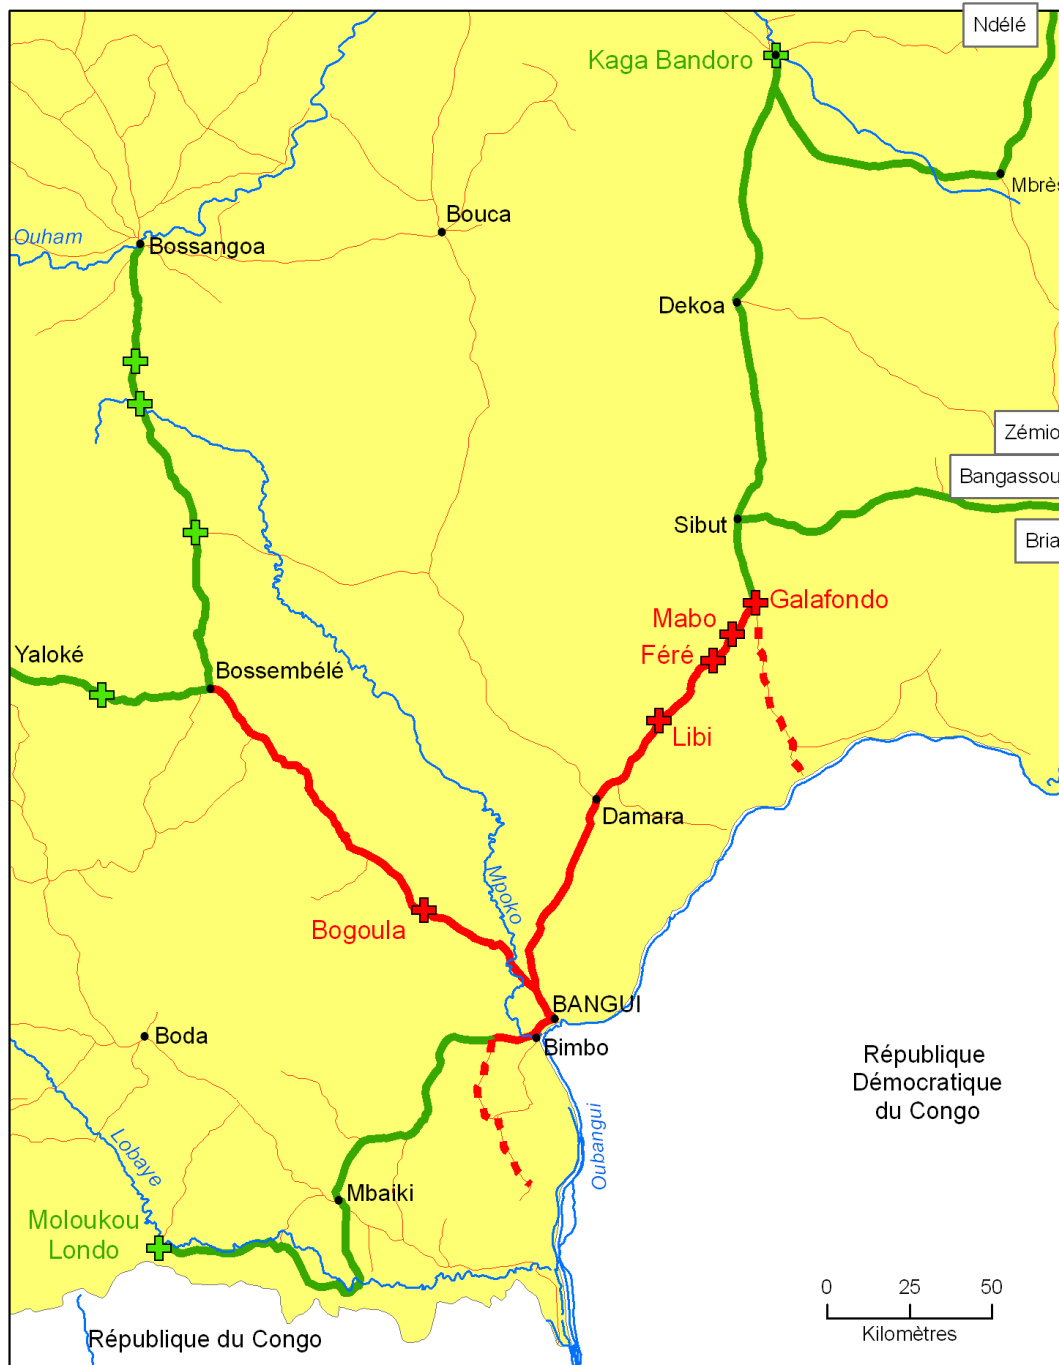 Ndélé
Kaga Bandoro
Mbrès
Bouca
Ouham
Bossangoa
Dekoa
Zémio
Bangassou
Sibut
Bria
Galafondo
Mabo
Féré
Yaloké
Bossembélé
Libi
Damara
Mpoko
Bogoula
BANGUI
Boda
Bimbo
République
Démocratique
du Congo
Oubangui
Lobaye
Mbaiki
Moloukou
Londo
0 25 50
Kilomètres
République du Congo